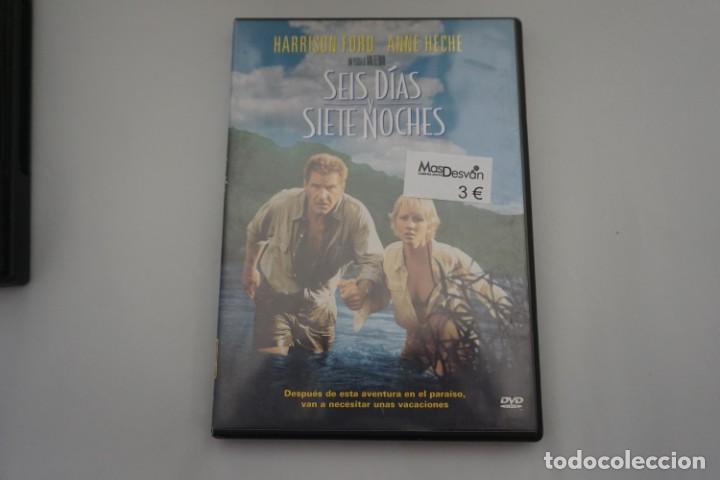 HARRISON FORD ANNE HECHE
SEIS DÍAS
Y
SIETE NOCHES
MasDesván
3 €
Después de esta aventura en el paraíso,
van a necesitar unas vacaciones
DVD
todocoleccion